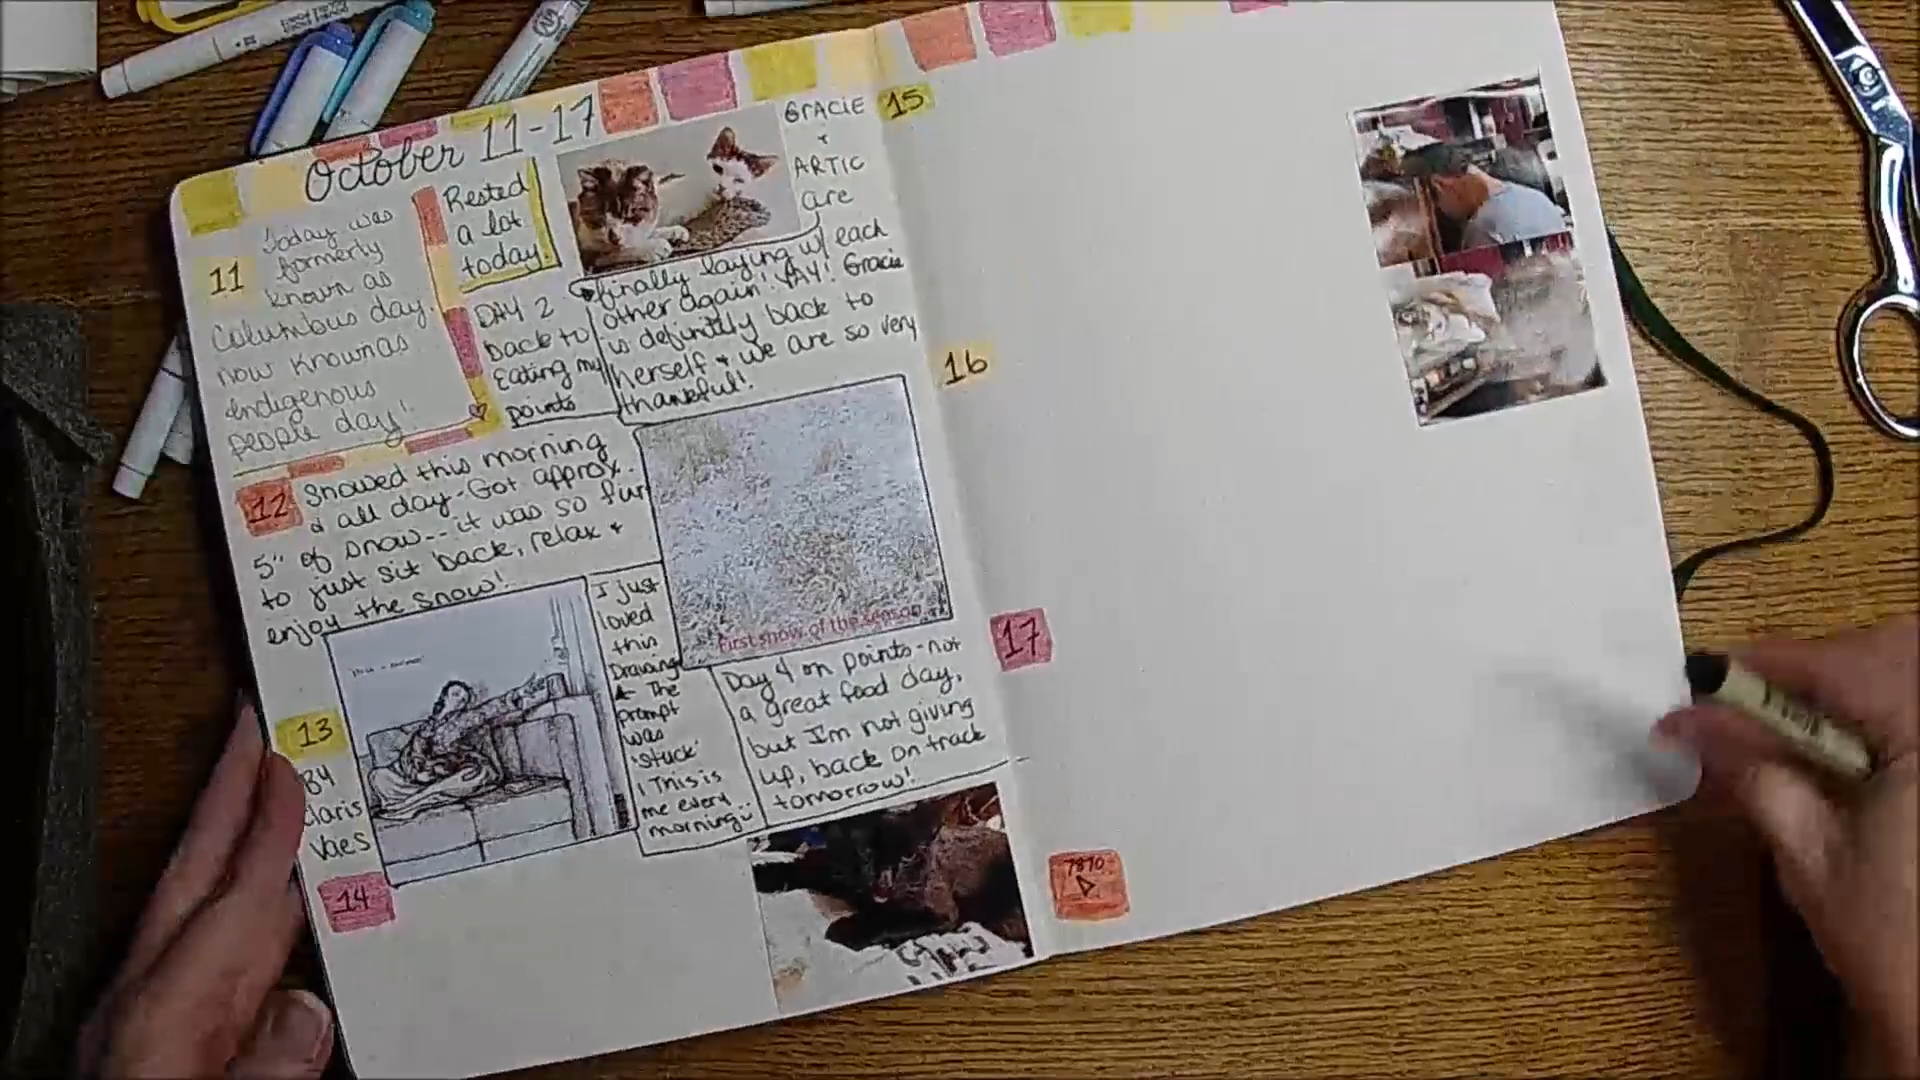 October 11-17
11
Today was
formerly
known as
Columbus day.
now known as
Indigenous
people day!
Rested
a lot
today!
DAY 2
back to
Eating my
points
GRACIE
+
ARTIC
are
finally laying w/ each
other again! YAY! Gracie
is definitly back to
herself + we are so very
thankful!
12
Snowed this morning
& all day - Got approx.
5" of snow-- it was so fun
to just sit back, relax +
enjoy the snow!
First snow of the season
13
By
Claris
Vaes
I just
loved
this
Drawing
The
prompt
was
'stuck'
This is
me every
morning
Day 4 on points - not
a great food day,
but I'm not giving
up, back on track
tomorrow!
14
15
16
17
7870